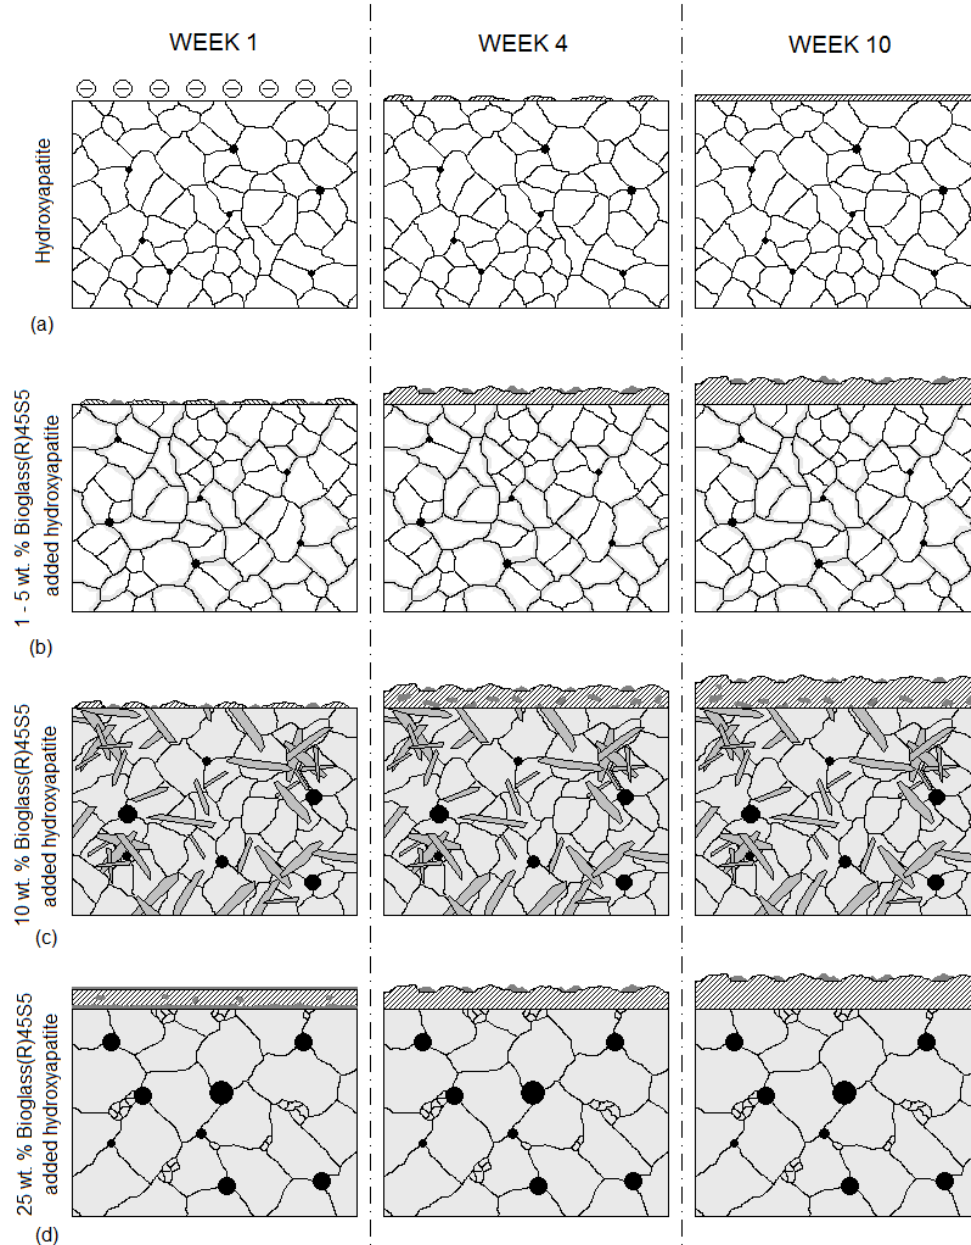 WEEK 1
WEEK 4
WEEK 10
Hydroxyapatite
(a)
1 - 5 wt. % Bioglass(R)45S5
added hydroxyapatite
(b)
10 wt. % Bioglass(R)45S5
added hydroxyapatite
(c)
25 wt. % Bioglass(R)45S5
added hydroxyapatite
(d)